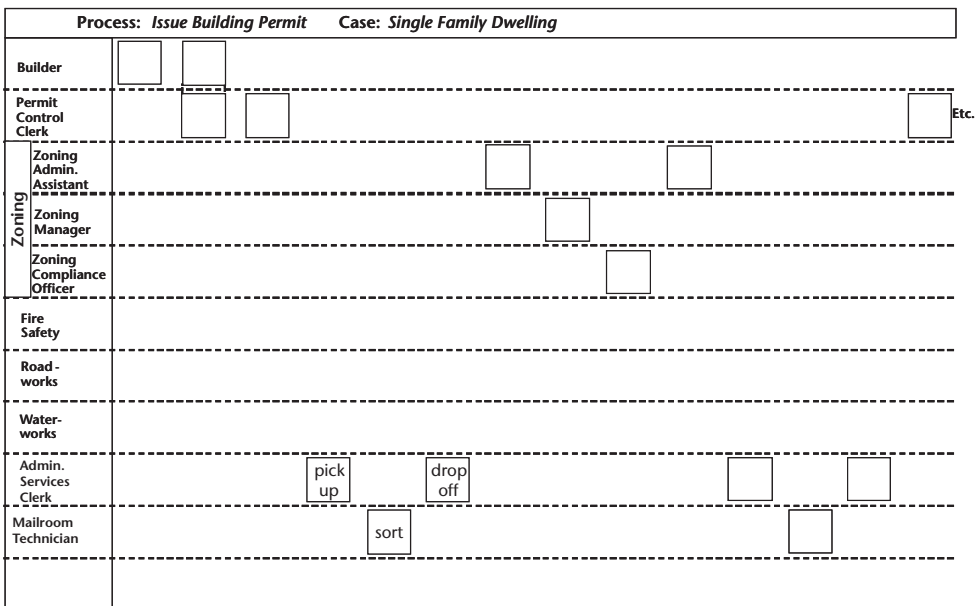 Process: Issue Building Permit Case: Single Family Dwelling
Builder
Permit
Control
Clerk
Etc.
Zoning
Zoning
Admin.
Assistant
Zoning
Manager
Zoning
Compliance
Officer
Fire
Safety
Road -
works
Water-
works
Admin.
Services
Clerk
pick
up
drop
off
Mailroom
Technician
sort